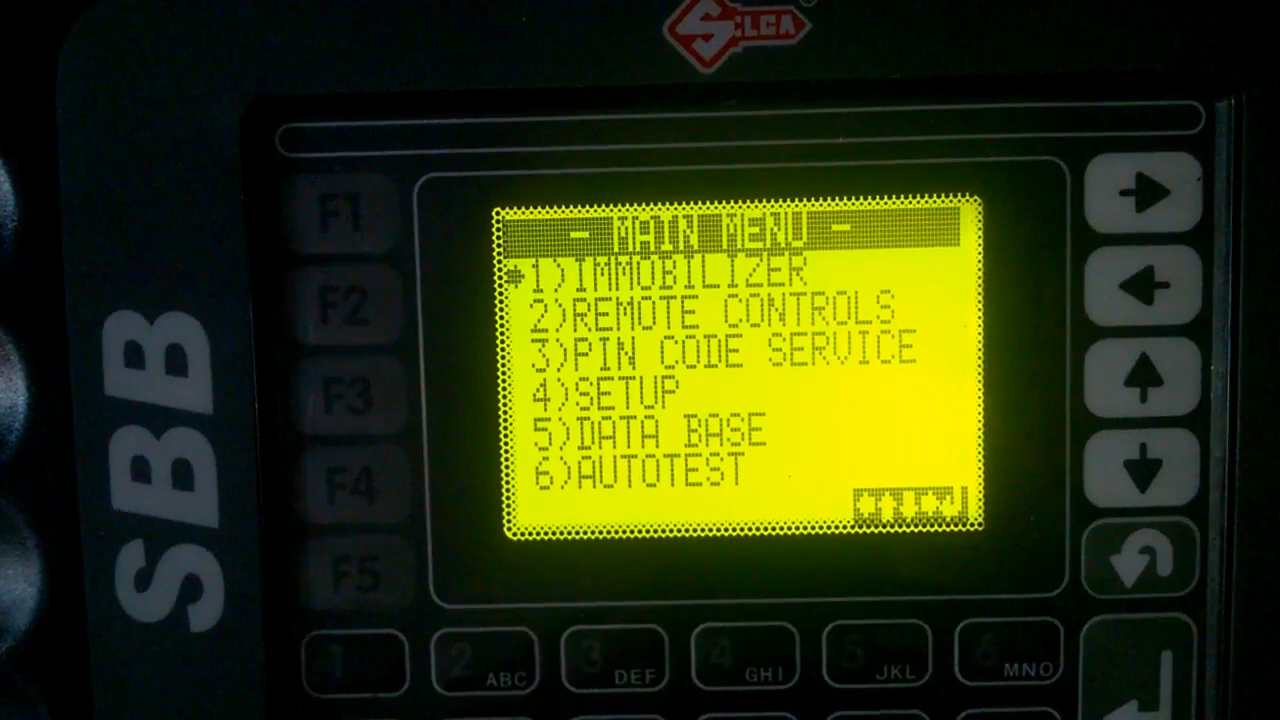 SILCA
- MAIN MENU -
1)IMMOBILIZER
2)REMOTE CONTROLS
3)PIN CODE SERVICE
4)SETUP
5)DATA BASE
6)AUTOTEST
F1
F2
F3
F4
F5
SBB
1
2 ABC
3 DEF
4 GHI
5 JKL
6 MNO